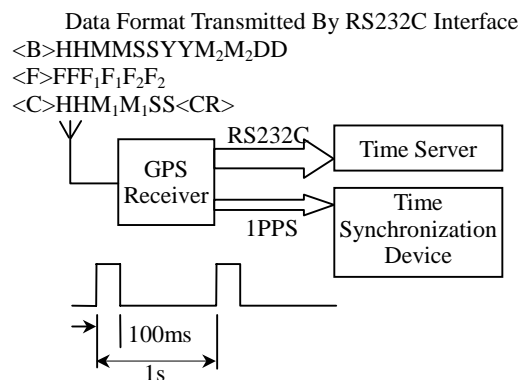 Data Format Transmitted By RS232C Interface
<B>HHMMSSYYM₂M₂DD
<F>FFF₁F₁F₂F₂
<C>HHM₁M₁SS<CR>
RS232C
GPS
Receiver
Time Server
1PPS
Time
Synchronization
Device
100ms
1s